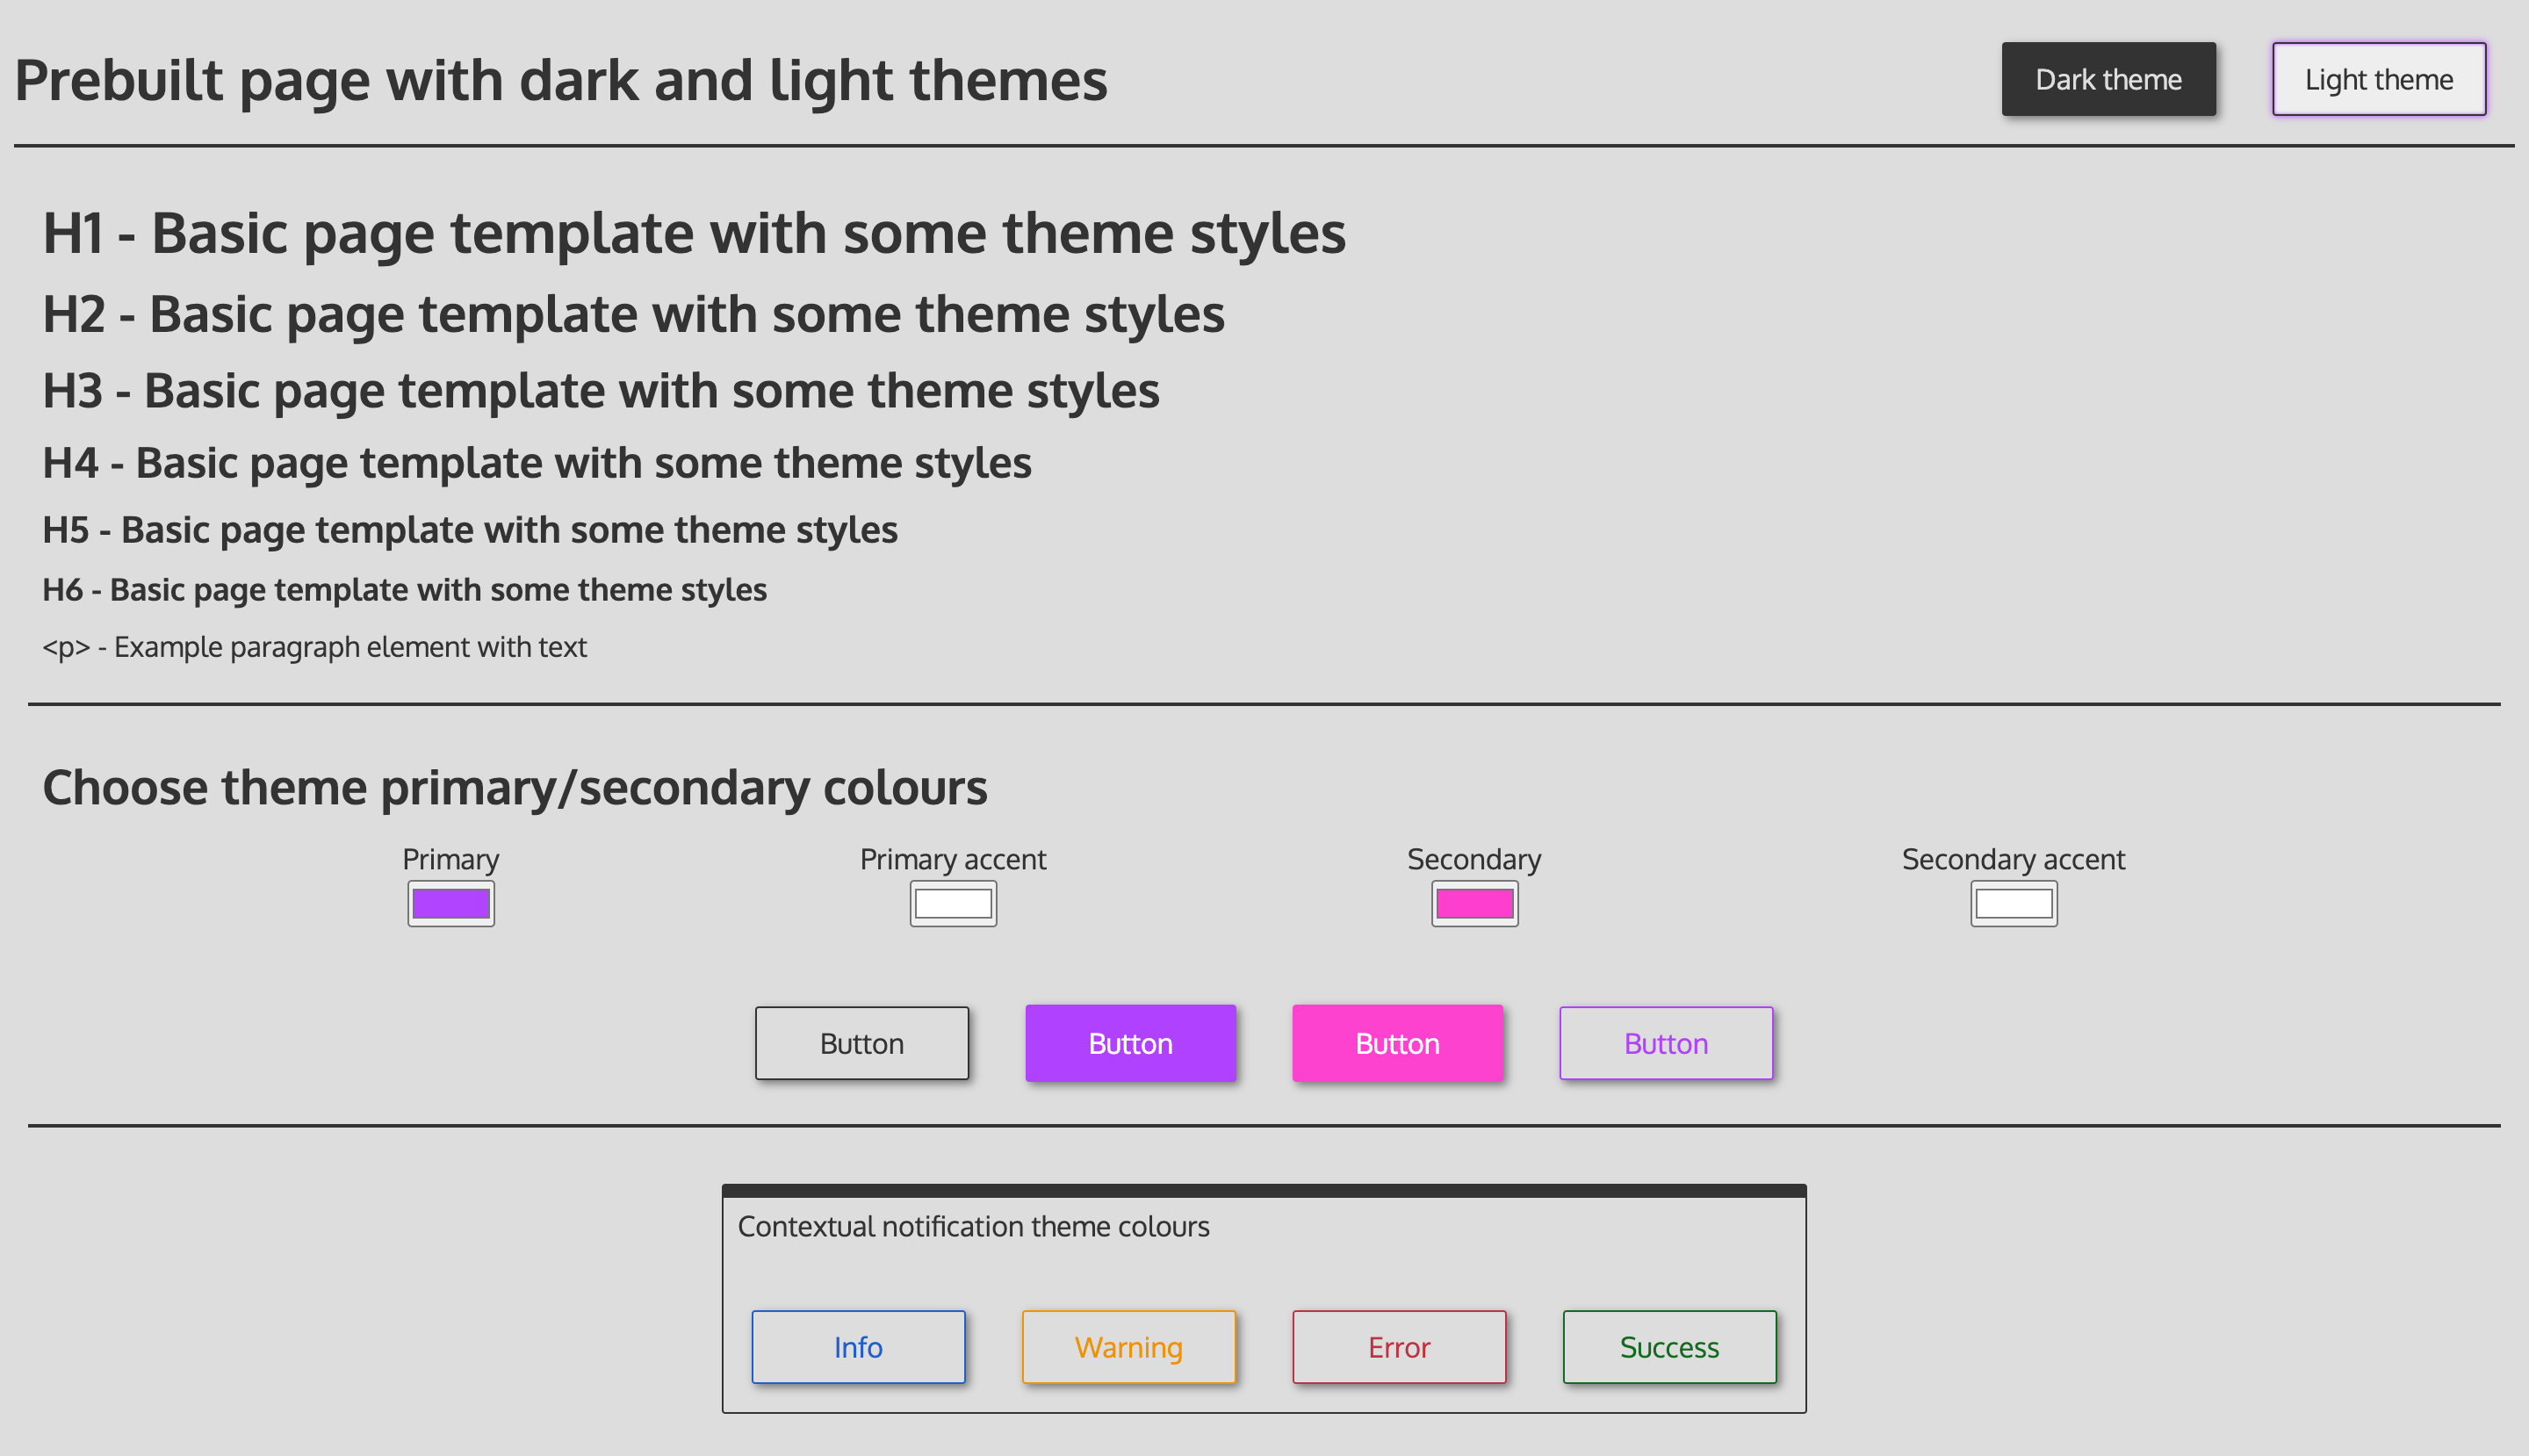 Prebuilt page with dark and light themes
Dark theme
Light theme
H1 - Basic page template with some theme styles
H2 - Basic page template with some theme styles
H3 - Basic page template with some theme styles
H4 - Basic page template with some theme styles
H5 - Basic page template with some theme styles
H6 - Basic page template with some theme styles
<p> - Example paragraph element with text
Choose theme primary/secondary colours
Primary
Primary accent
Secondary
Secondary accent
Button
Button
Button
Button
Contextual notification theme colours
Info
Warning
Error
Success